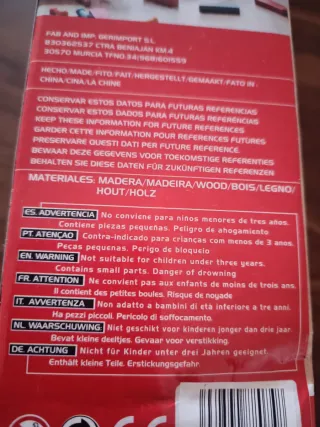 FAB AND IMP. GERIMPORT S.L.
B30362537 CTRA BENIAJAN KM.4
30570 MURCIA TFNO.34(968)601559
HECHO/MADE/FITO/FAIT/HERGESTELLT/GEMAAKT/FATO IN :
CHINA/CINA/LA CHINE
CONSERVAR ESTOS DATOS PARA FUTURAS REFERENCIAS
CONSERVAR ESTOS DADOS PARA FUTURAS REFERENCIAS
KEEP THESE INFORMATION FOR FUTURE REFERENCES
GARDER CETTE INFORMATION POUR RÉFÉRENCES FUTURES
PRESERVARE QUESTI DATI PER FUTURE REFERENCE
BEWAAR DEZE GEGEVENS VOOR TOEKOMSTIGE REFERENTIES
BEHALTEN SIE DIESE DATEN FÜR ZUKÜNFTIGEN REFERENZEN
MATERIALES: MADERA/MADEIRA/WOOD/BOIS/LEGNO/
HOUT/HOLZ
ES. ADVERTENCIA No conviene para niños menores de tres años.
Contiene piezas pequeñas. Peligro de ahogamiento
PT. ATENÇAO Contra-indicado para crianças com menos de 3 anos.
Peças pequenas. Perigo de bloqueio
EN. WARNING Not suitable for children under three years.
Contains small parts. Danger of drowning
FR. ATTENTION Ne convient pas aux enfants de moins de trois ans.
Il contient des petites boules. Risque de noyade
IT. AVVERTENZA Non adatto a bambini di età inferiore a tre anni.
Ha pezzi piccoli. Pericolo di soffocamento.
NL. WAARSCHUWING Niet geschikt voor kinderen jonger dan drie jaar.
Bevat kleine deeltjes. Gevaar voor verstikking.
DE. ACHTUNG Nicht für Kinder unter drei Jahren geeignet
Enthält kleine Teile. Erstickungsgefahr.